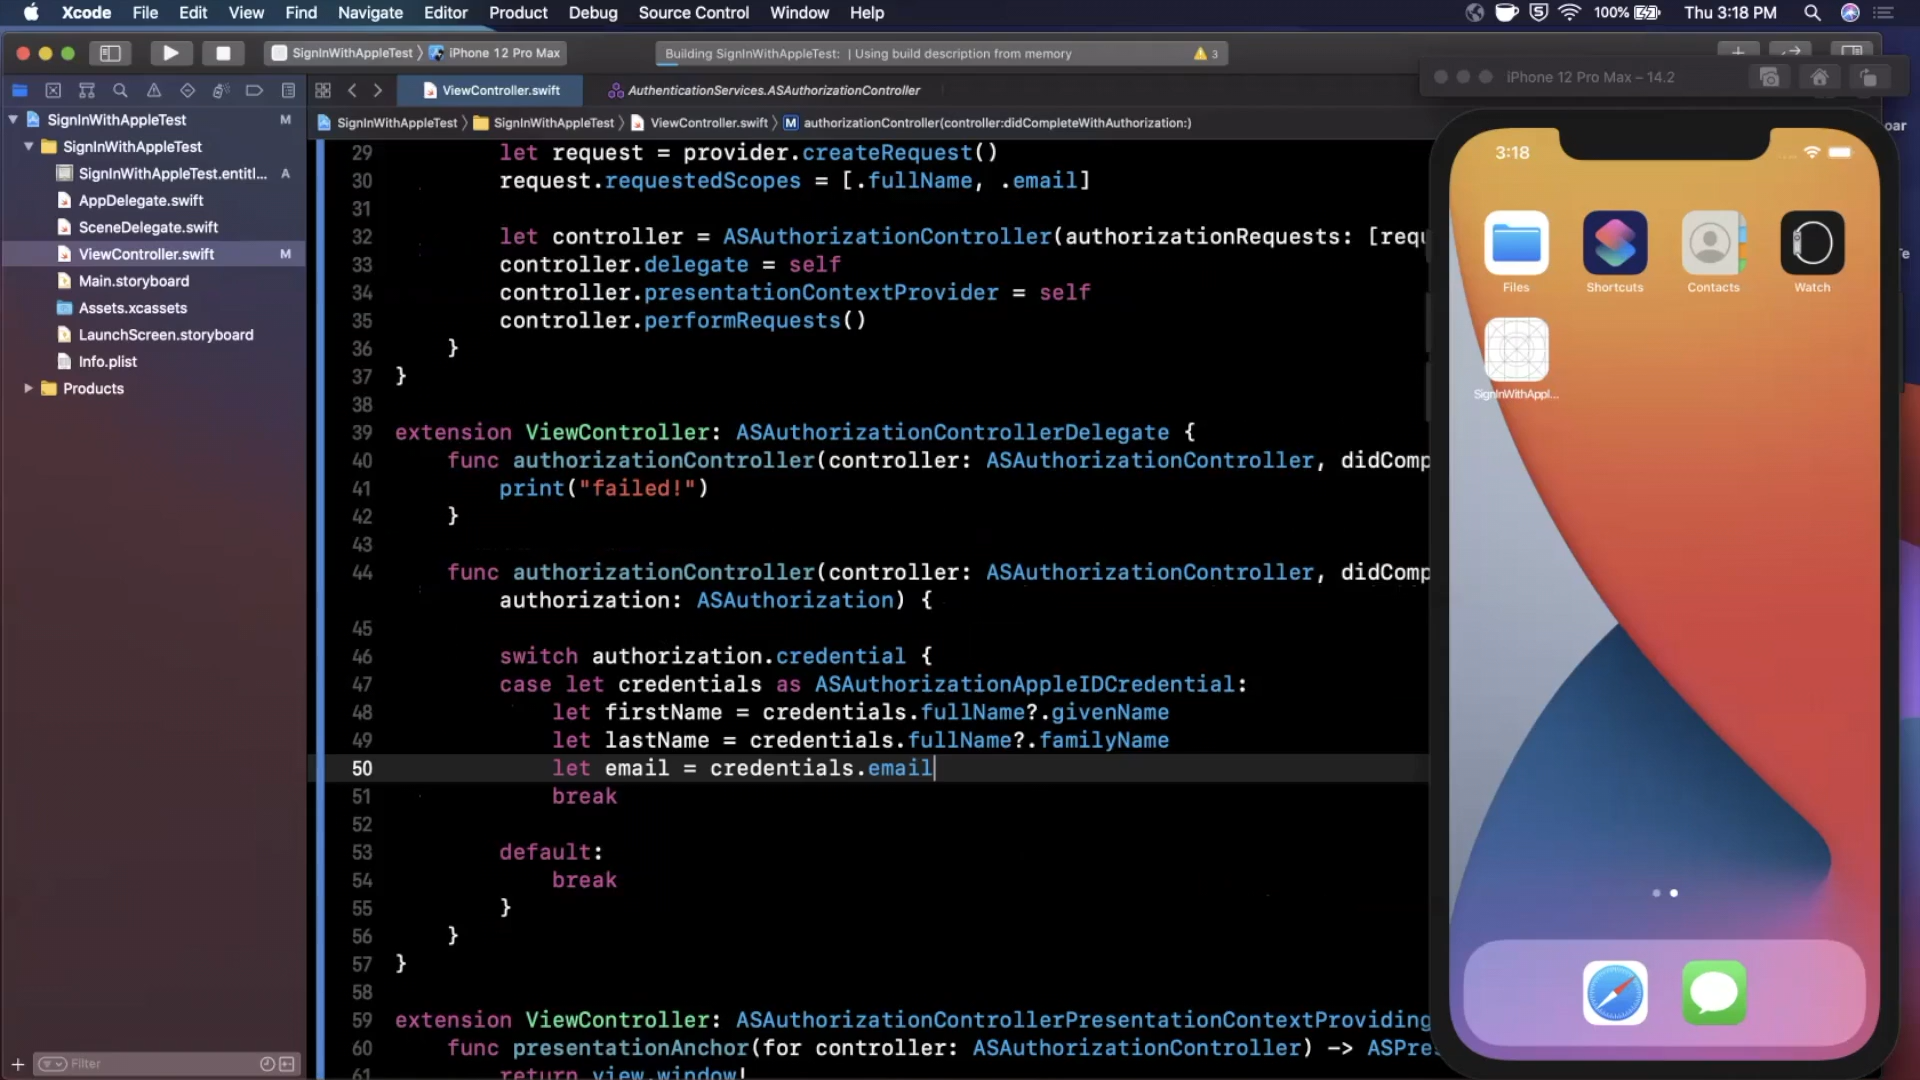 Xcode File Edit View Find Navigate Editor Product Debug Source Control Window Help 100% Thu 3:18 PM
SignInWithAppleTest iPhone 12 Pro Max Building SignInWithAppleTest: | Using build description from memory 3
iPhone 12 Pro Max – 14.2
ViewController.swift AuthenticationServices.ASAuthorizationController
SignInWithAppleTest SignInWithAppleTest ViewController.swift M authorizationController(controller:didCompleteWithAuthorization:)
SignInWithAppleTest M
SignInWithAppleTest
SignInWithAppleTest.entitl... A
AppDelegate.swift
SceneDelegate.swift
ViewController.swift M
Main.storyboard
Assets.xcassets
LaunchScreen.storyboard
Info.plist
Products
Filter
29 let request = provider.createRequest()
30 request.requestedScopes = [.fullName, .email]
31
32 let controller = ASAuthorizationController(authorizationRequests: [requ
33 controller.delegate = self
34 controller.presentationContextProvider = self
35 controller.performRequests()
36 }
37 }
38
39 extension ViewController: ASAuthorizationControllerDelegate {
40 func authorizationController(controller: ASAuthorizationController, didComp
41 print("failed!")
42 }
43
44 func authorizationController(controller: ASAuthorizationController, didComp
authorization: ASAuthorization) {
45
46 switch authorization.credential {
47 case let credentials as ASAuthorizationAppleIDCredential:
48 let firstName = credentials.fullName?.givenName
49 let lastName = credentials.fullName?.familyName
50 let email = credentials.email
51 break
52
53 default:
54 break
55 }
56 }
57 }
58
59 extension ViewController: ASAuthorizationControllerPresentationContextProviding
60 func presentationAnchor(for controller: ASAuthorizationController) -> ASPres
61 return view.window!
3:18
Files Shortcuts Contacts Watch
SignInWithAppl...
oar